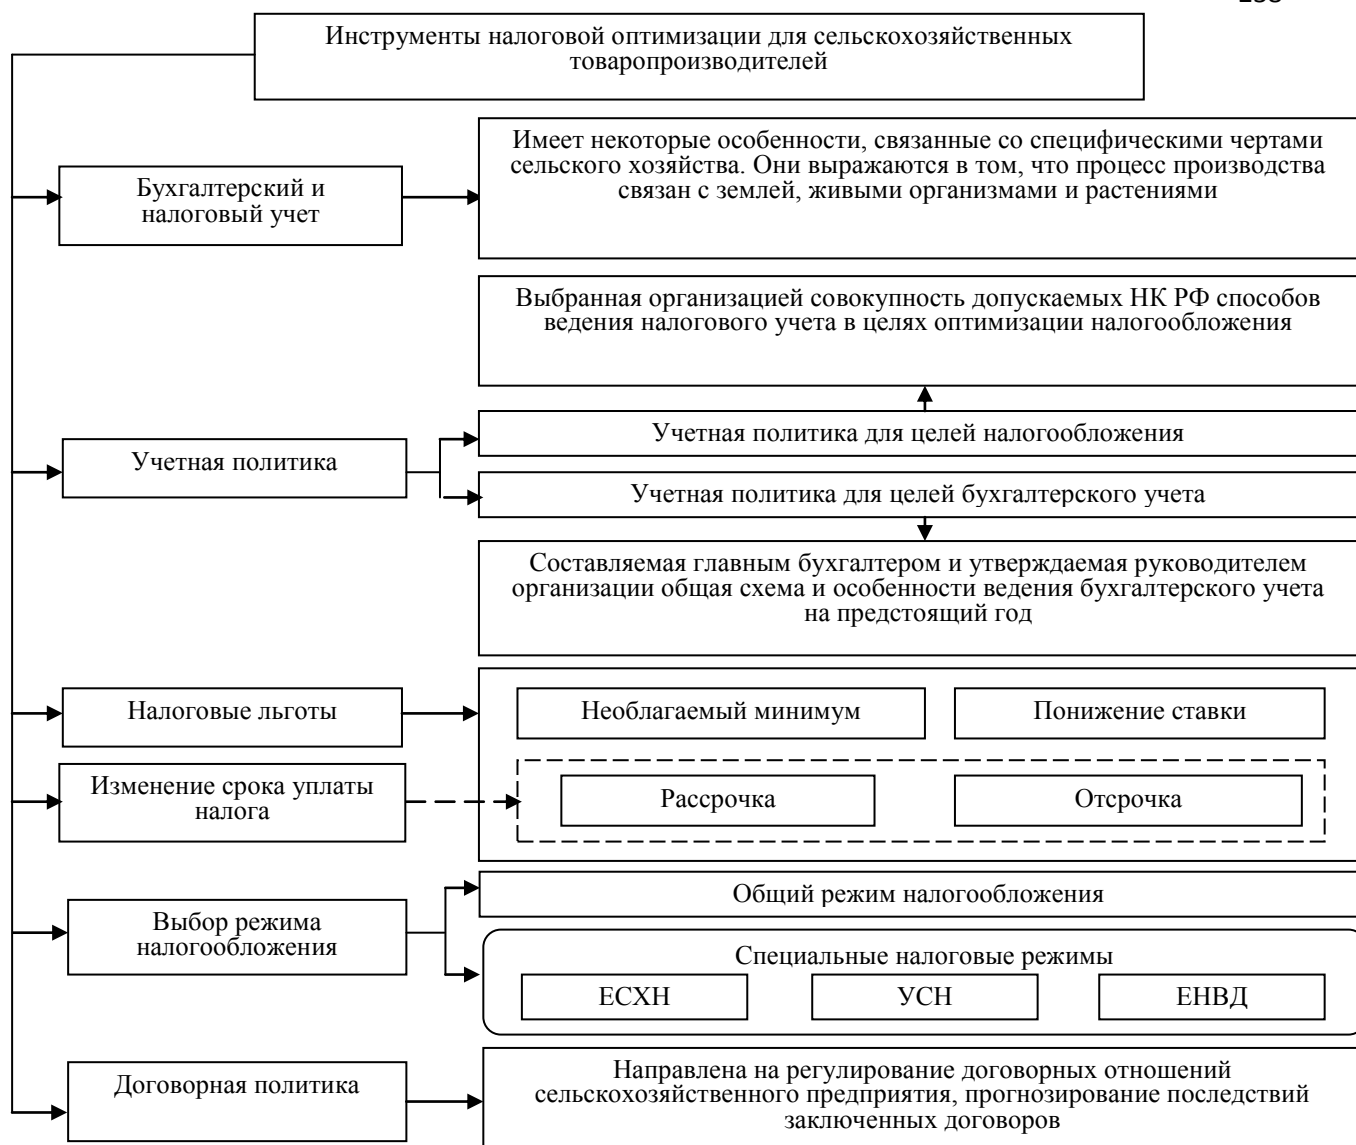 Инструменты налоговой оптимизации для сельскохозяйственных
товаропроизводителей
Бухгалтерский и
налоговый учет
Имеет некоторые особенности, связанные со специфическими чертами
сельского хозяйства. Они выражаются в том, что процесс производства
связан с землей, живыми организмами и растениями
Выбранная организацией совокупность допускаемых НК РФ способов
ведения налогового учета в целях оптимизации налогообложения
Учетная политика
Учетная политика для целей налогообложения
Учетная политика для целей бухгалтерского учета
Составляемая главным бухгалтером и утверждаемая руководителем
организации общая схема и особенности ведения бухгалтерского учета
на предстоящий год
Налоговые льготы
Необлагаемый минимум
Понижение ставки
Изменение срока уплаты
налога
Рассрочка
Отсрочка
Выбор режима
налогообложения
Общий режим налогообложения
Специальные налоговые режимы
ЕСХН
УСН
ЕНВД
Договорная политика
Направлена на регулирование договорных отношений
сельскохозяйственного предприятия, прогнозирование последствий
заключенных договоров